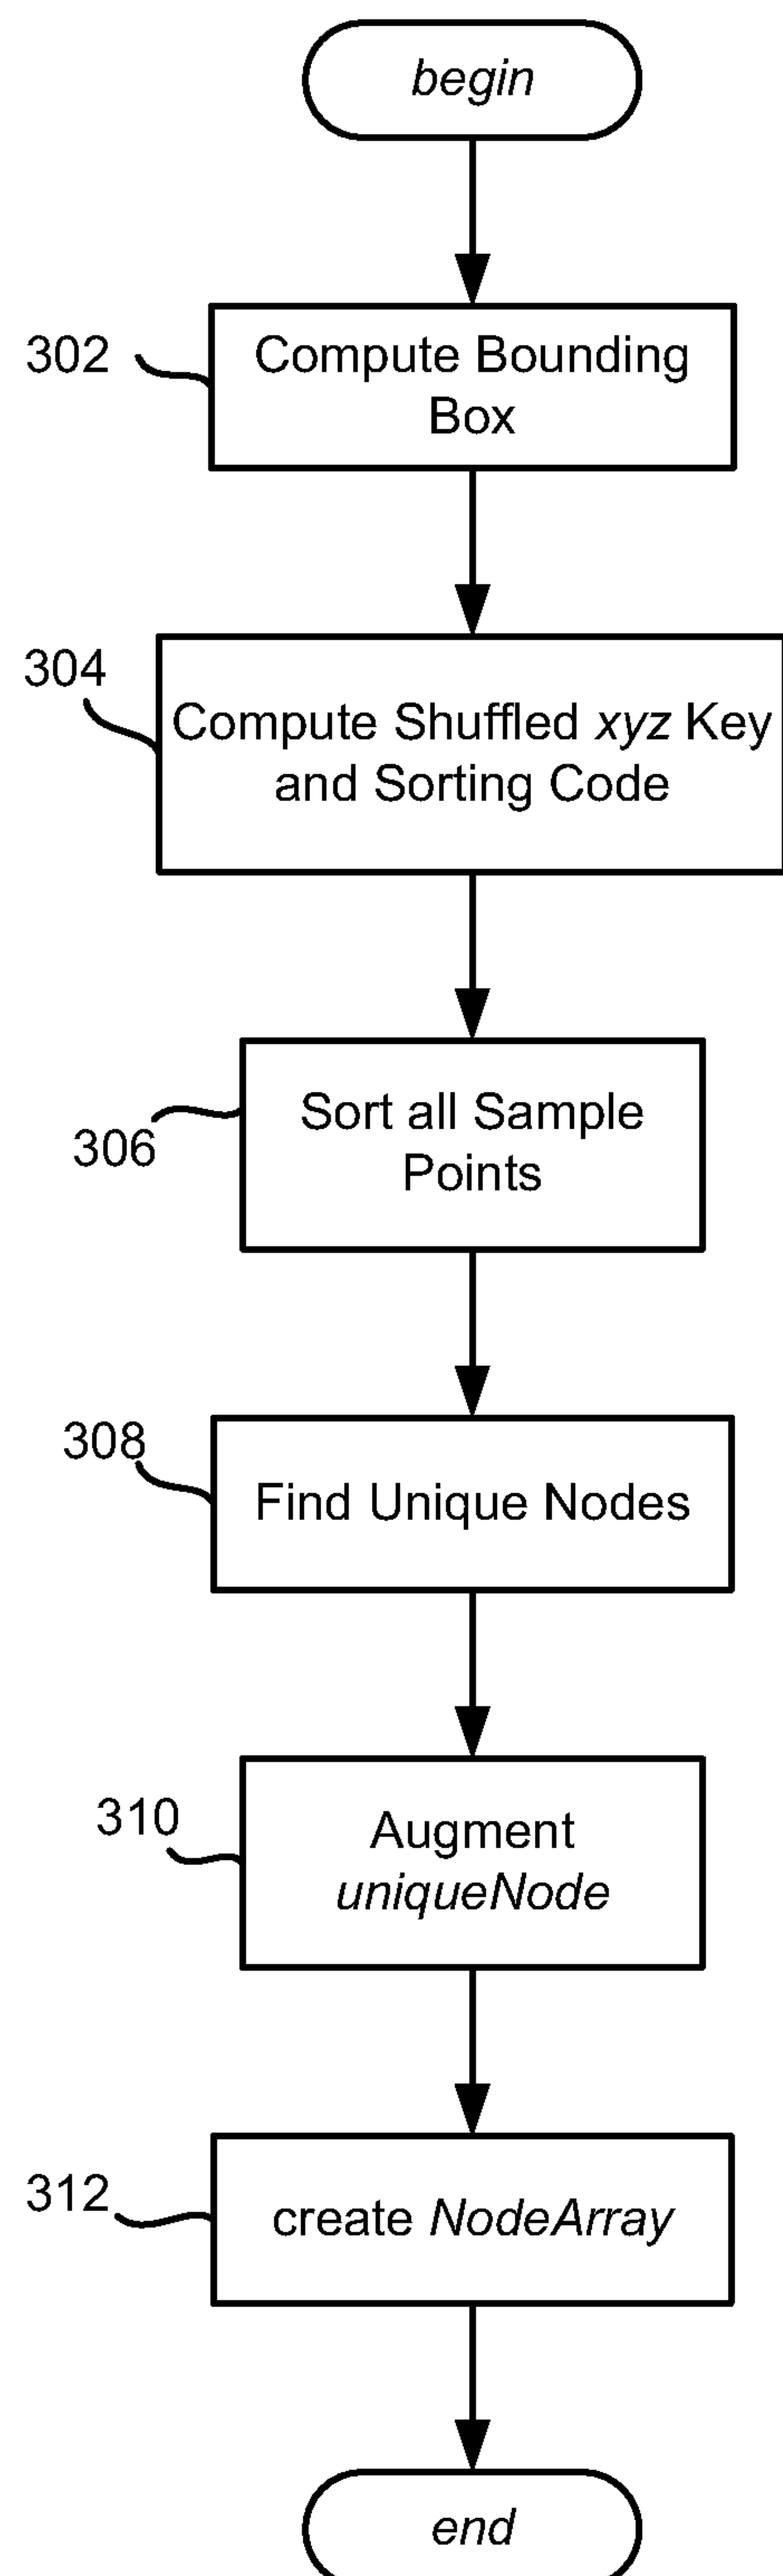 begin
302
Compute Bounding
Box
304
Compute Shuffled xyz Key
and Sorting Code
306
Sort all Sample
Points
308
Find Unique Nodes
310
Augment
uniqueNode
312
create NodeArray
end